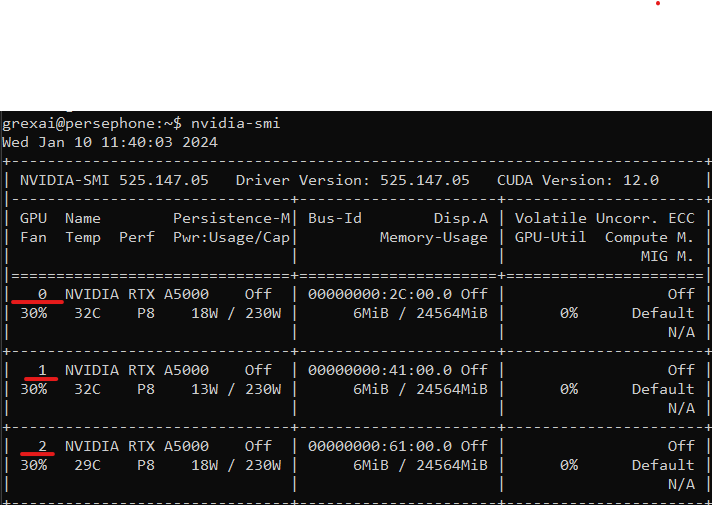 grexai@persephone:~$ nvidia-smi
Wed Jan 10 11:40:03 2024
+-----------------------------------------------------------------------------+
| NVIDIA-SMI 525.147.05   Driver Version: 525.147.05   CUDA Version: 12.0     |
|-------------------------------+----------------------+----------------------+
| GPU  Name        Persistence-M| Bus-Id        Disp.A | Volatile Uncorr. ECC |
| Fan  Temp  Perf  Pwr:Usage/Cap|         Memory-Usage | GPU-Util  Compute M. |
|                               |                      |               MIG M. |
|===============================+======================+======================|
|   0  NVIDIA RTX A5000    Off  | 00000000:2C:00.0 Off |                  Off |
| 30%   32C    P8    18W / 230W |      6MiB / 24564MiB |      0%      Default |
|                               |                      |                  N/A |
+-------------------------------+----------------------+----------------------+
|   1  NVIDIA RTX A5000    Off  | 00000000:41:00.0 Off |                  Off |
| 30%   32C    P8    13W / 230W |      6MiB / 24564MiB |      0%      Default |
|                               |                      |                  N/A |
+-------------------------------+----------------------+----------------------+
|   2  NVIDIA RTX A5000    Off  | 00000000:61:00.0 Off |                  Off |
| 30%   29C    P8    18W / 230W |      6MiB / 24564MiB |      0%      Default |
|                               |                      |                  N/A |
+-------------------------------+----------------------+----------------------+